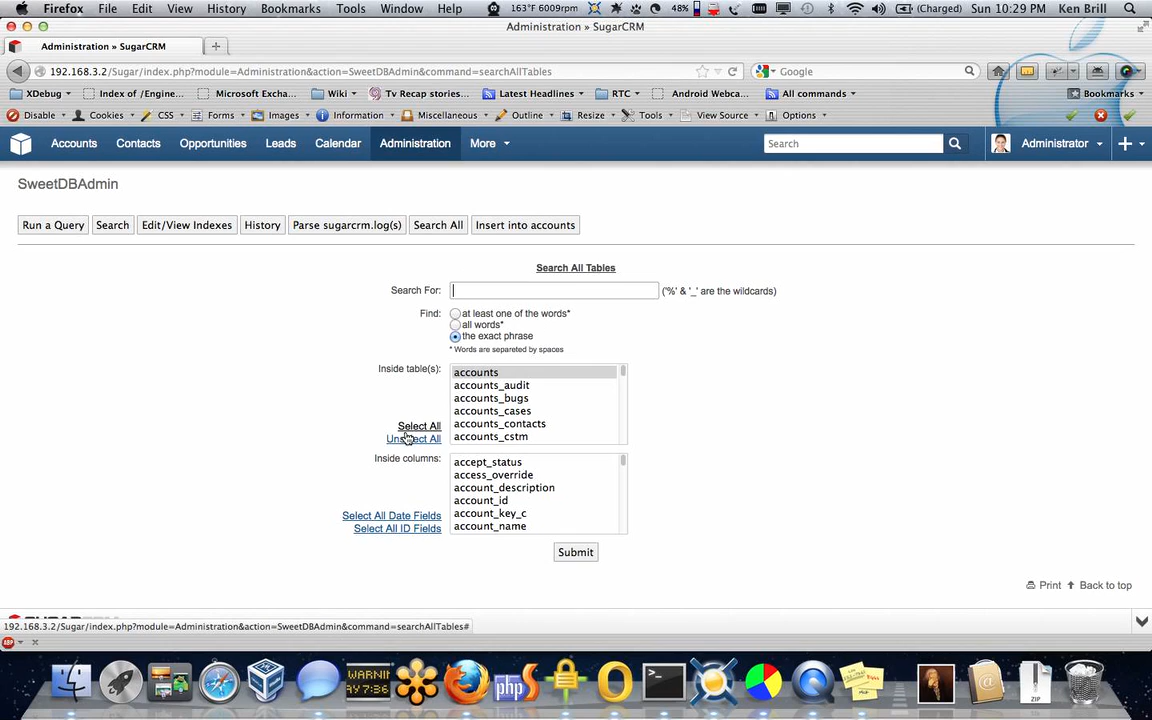 Firefox File Edit View History Bookmarks Tools Window Help 163°F 6009rpm 48% (Charged) Sun 10:29 PM Ken Brill
Administration » SugarCRM
Administration » SugarCRM
192.168.3.2/Sugar/index.php?module=Administration&action=SweetDBAdmin&command=searchAllTables Google
XDebug Index of /Engine... Microsoft Excha... Wiki Tv Recap stories... Latest Headlines RTC Android Webca... All commands Bookmarks
Disable Cookies CSS Forms Images Information Miscellaneous Outline Resize Tools View Source Options
Accounts Contacts Opportunities Leads Calendar Administration More Search Administrator
SweetDBAdmin
Run a Query Search Edit/View Indexes History Parse sugarcrm.log(s) Search All Insert into accounts
Search All Tables
Search For: ('%' & '_' are the wildcards)
Find: at least one of the words*
all words*
the exact phrase
* Words are separeted by spaces
Inside table(s): accounts
accounts_audit
accounts_bugs
accounts_cases
Select All accounts_contacts
Unselect All accounts_cstm
Inside columns: accept_status
access_override
account_description
account_id
Select All Date Fields account_key_c
Select All ID Fields account_name
Submit
Print Back to top
192.168.3.2/Sugar/index.php?module=Administration&action=SweetDBAdmin&command=searchAllTables#
ABP
WARNIN
AY 7:36
php
ZIP